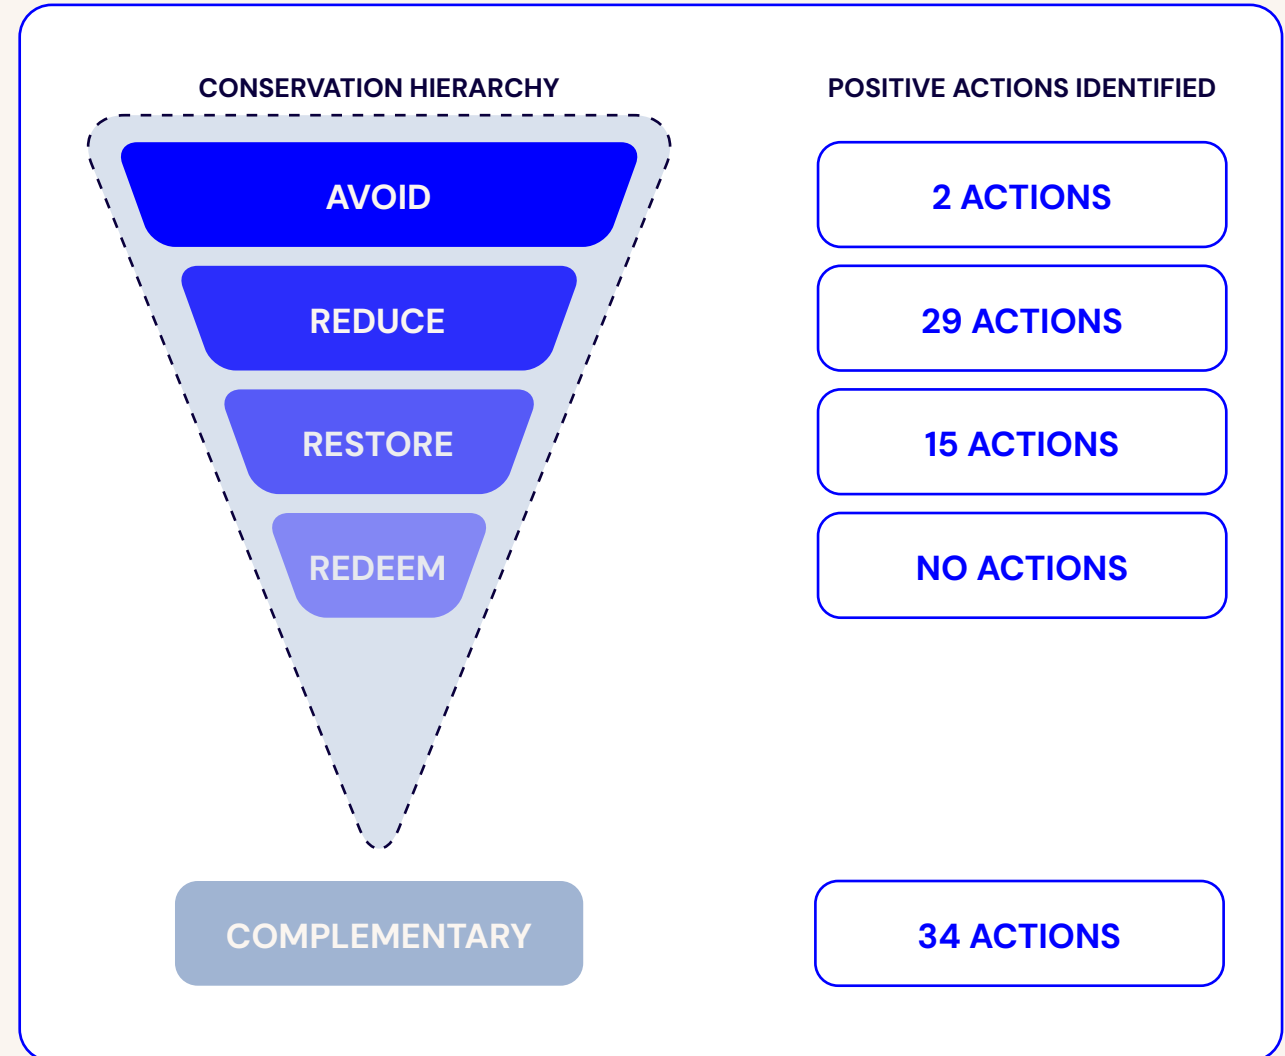 CONSERVATION HIERARCHY
POSITIVE ACTIONS IDENTIFIED
AVOID
2 ACTIONS
REDUCE
29 ACTIONS
RESTORE
15 ACTIONS
REDEEM
NO ACTIONS
COMPLEMENTARY
34 ACTIONS